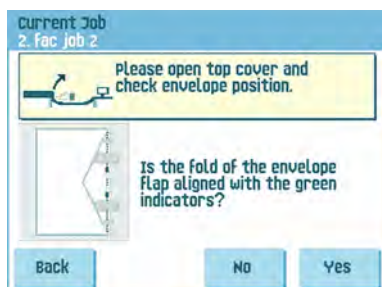 Current Job
2. Fac job 2
Please open top cover and
check envelope position.
Is the fold of the envelope
flap aligned with the green
indicators?
Back
No
Yes